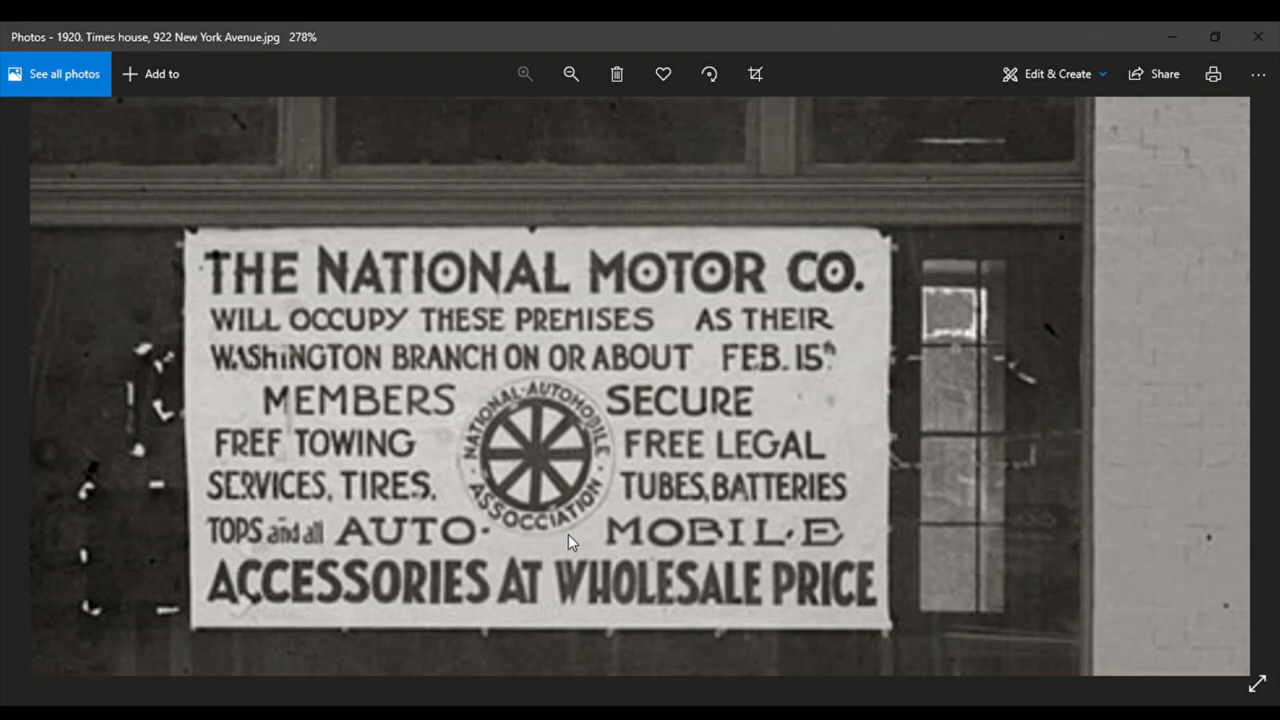 Photos - 1920. Times house, 922 New York Avenue.jpg 278%
See all photos
Add to
Edit & Create
Share
THE NATIONAL MOTOR CO.
WILL OCCUPY THESE PREMISES AS THEIR
WAShiNGTON BRANCH ON OR ABOUT FEB. 15th
MEMBERS SECURE
FREE TOWING FREE LEGAL
SERVICES, TIRES, TUBES, BATTERIES
TOPS and all AUTO- MOBILE
ACCESSORIES AT WHOLESALE PRICE
NATIONAL · AUTOMOBILE · ASSOCCIATION ·